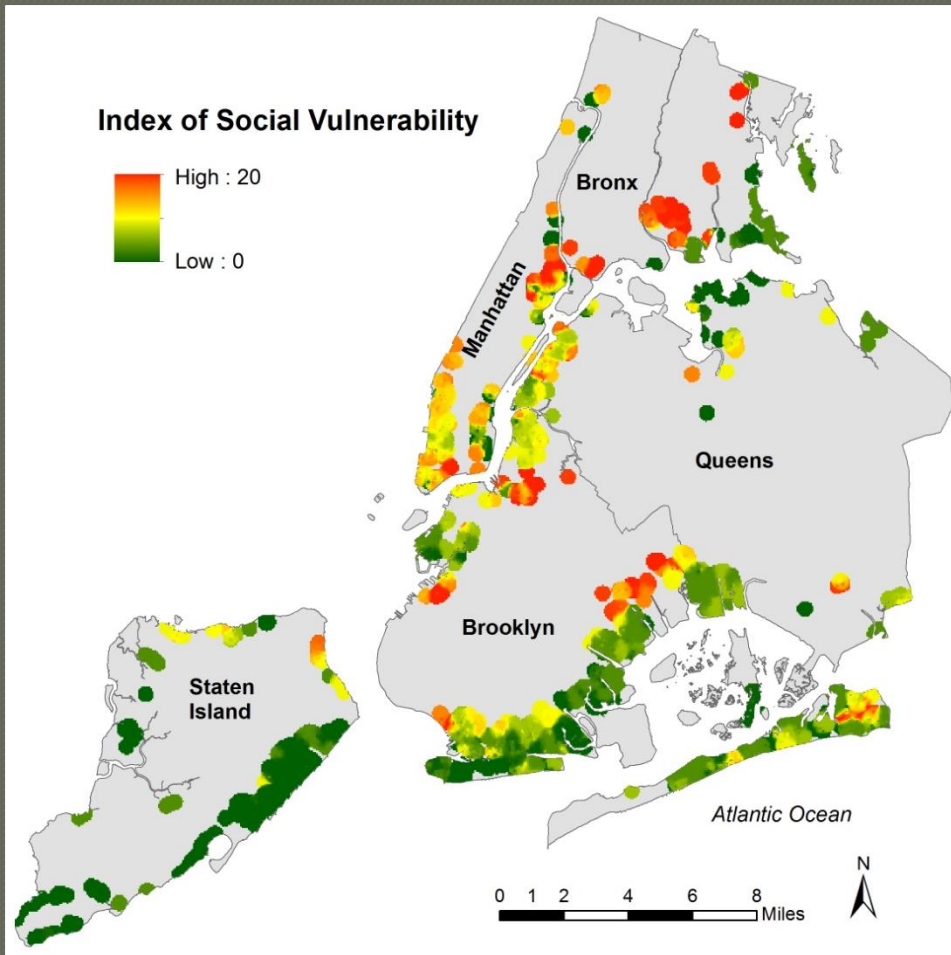 Index of Social Vulnerability
High : 20
Low : 0
Bronx
Manhattan
Queens
Brooklyn
Staten
Island
Atlantic Ocean
N
0 1 2 4 6 8
Miles